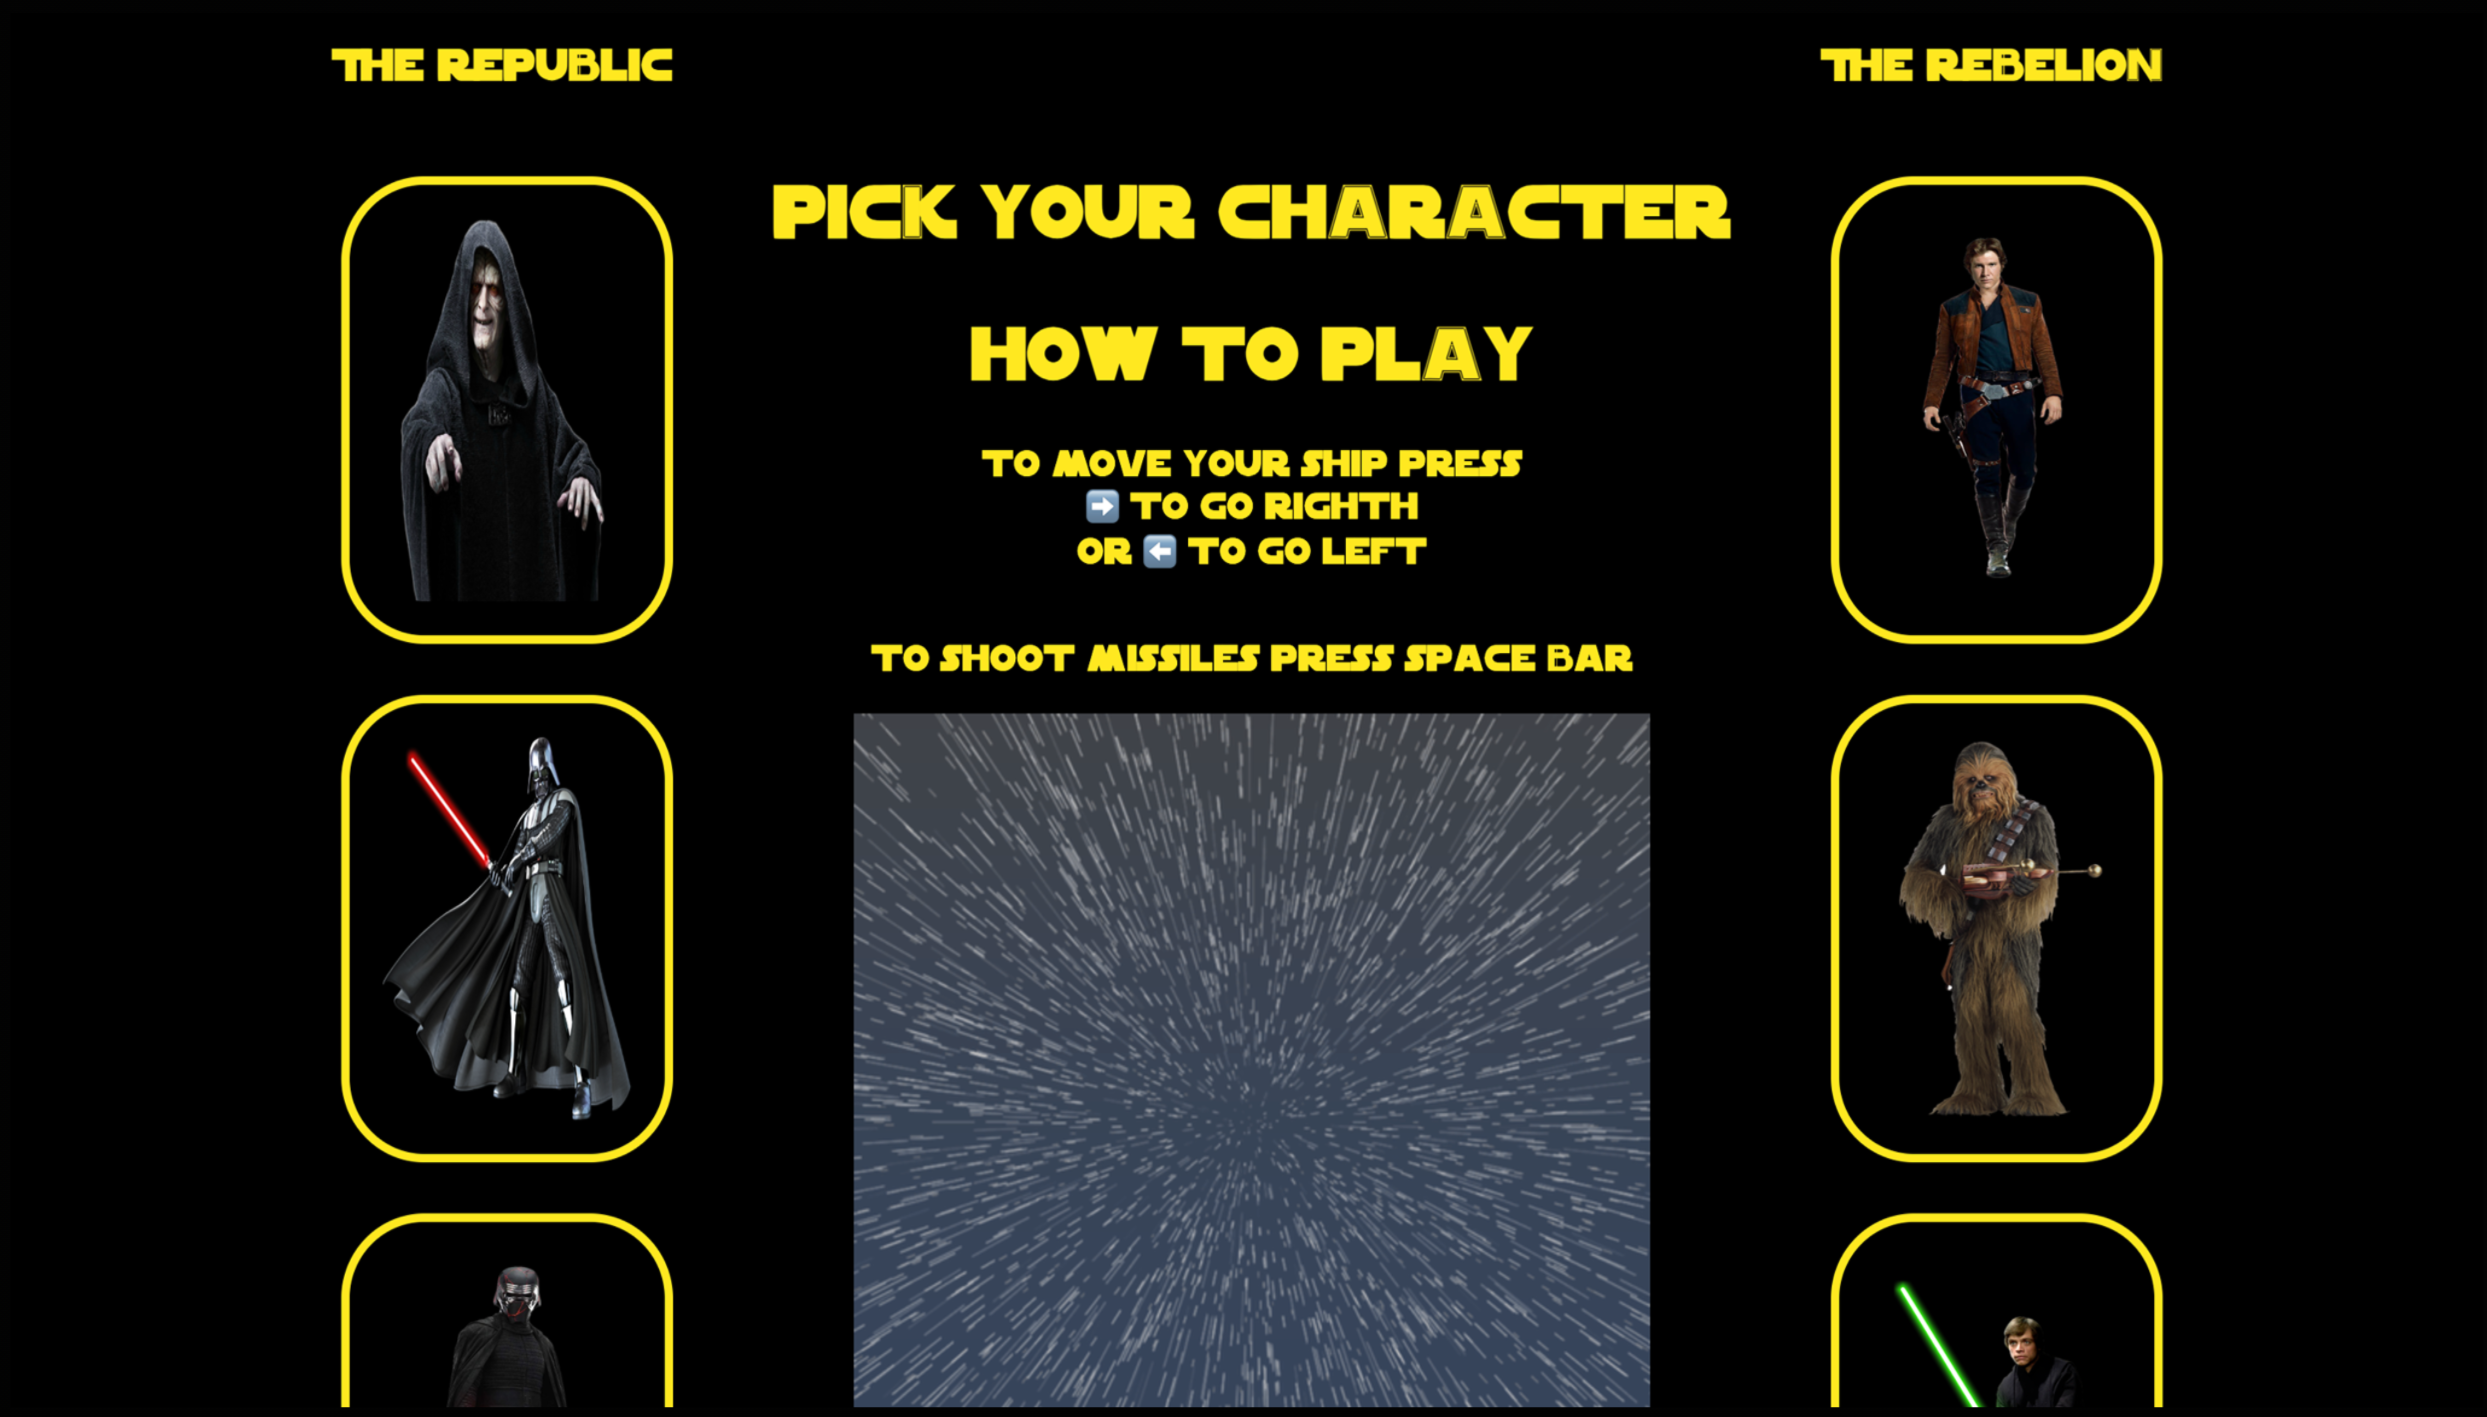 THE REPUBLIC
THE REBELION
PICK YOUR CHARACTER
HOW TO PLAY
TO MOVE YOUR SHIP PRESS
➡️ TO GO RIGHTH
OR ⬅️ TO GO LEFT
TO SHOOT MISSILES PRESS SPACE BAR